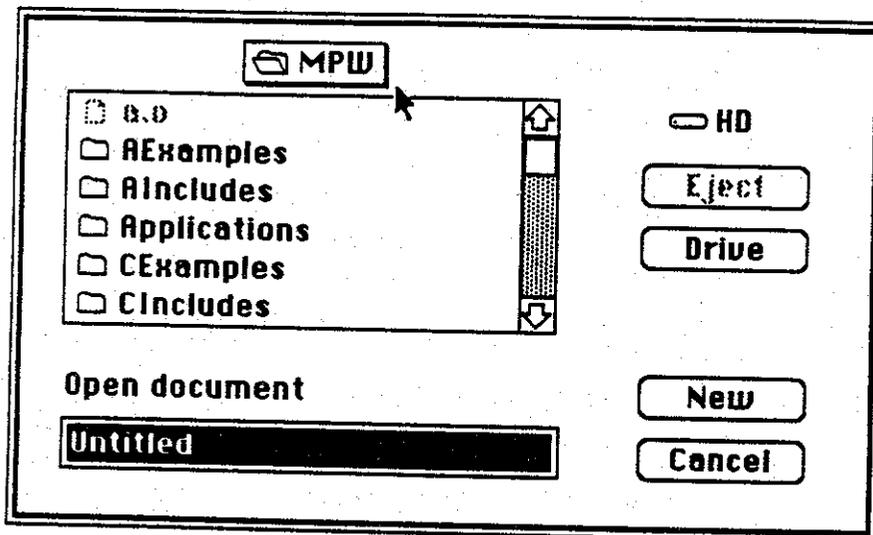 MPW
a.o
AExamples
AIncludes
Applications
CExamples
CIncludes
HD
Eject
Drive
Open document
Untitled
New
Cancel